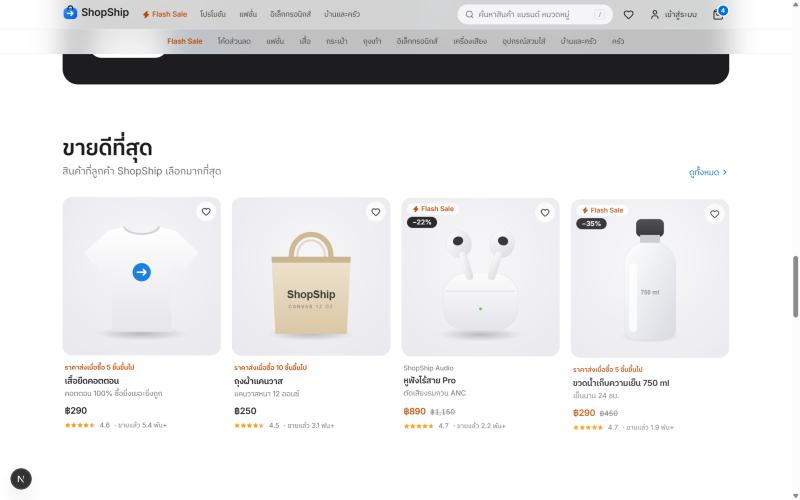 ShopShip Flash Sale โปรโมชัน แฟชั่น อิเล็กทรอนิกส์ บ้านและครัว ค้นหาสินค้า แบรนด์ หมวดหมู่ / เข้าสู่ระบบ 4
Flash Sale โค้ดส่วนลด แฟชั่น เสื้อ กระเป๋า ถุงเท้า อิเล็กทรอนิกส์ เครื่องเสียง อุปกรณ์สวมใส่ บ้านและครัว ครัว
ขายดีที่สุด
สินค้าที่ลูกค้า ShopShip เลือกมากที่สุด
ดูทั้งหมด
ShopShip
CANVAS 12 OZ
Flash Sale
−22%
Flash Sale
−35%
750 ml
ราคาส่งเมื่อซื้อ 5 ชิ้นขึ้นไป
เสื้อยืดคอตตอน
คอตตอน 100% ซื้อยิ่งเยอะยิ่งถูก
฿290
4.6 · ขายแล้ว 5.4 พัน+
ราคาส่งเมื่อซื้อ 10 ชิ้นขึ้นไป
ถุงผ้าแคนวาส
แคนวาสหนา 12 ออนซ์
฿250
4.5 · ขายแล้ว 3.1 พัน+
ShopShip Audio
หูฟังไร้สาย Pro
ตัดเสียงรบกวน ANC
฿890 ฿1,150
4.7 · ขายแล้ว 2.2 พัน+
ราคาส่งเมื่อซื้อ 5 ชิ้นขึ้นไป
ขวดน้ำเก็บความเย็น 750 ml
เย็นนาน 24 ชม.
฿290 ฿450
4.7 · ขายแล้ว 1.9 พัน+
N